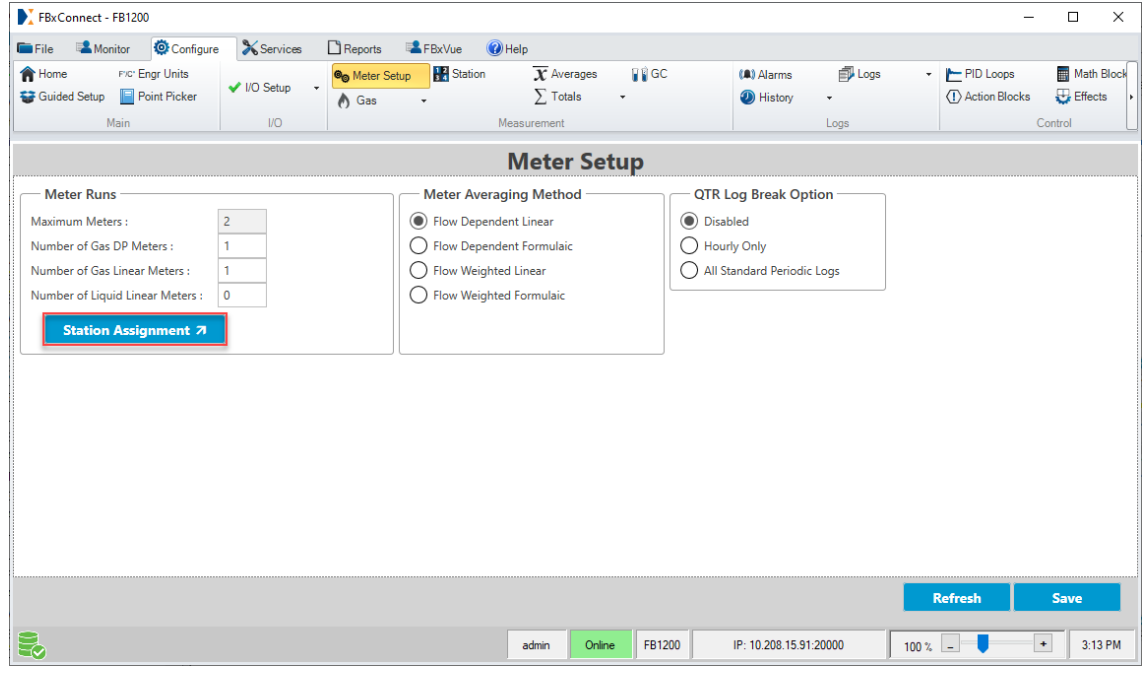 FBxConnect - FB1200
File Monitor Configure Services Reports FBxVue Help
Home Engr Units I/O Setup Meter Setup Station Averages GC Alarms Logs PID Loops Math Block
Guided Setup Point Picker Gas Totals History Action Blocks Effects
Main I/O Measurement Logs Control
Meter Setup
Meter Runs
Maximum Meters : 2
Number of Gas DP Meters : 1
Number of Gas Linear Meters : 1
Number of Liquid Linear Meters : 0
Station Assignment
Meter Averaging Method
Flow Dependent Linear
Flow Dependent Formulaic
Flow Weighted Linear
Flow Weighted Formulaic
QTR Log Break Option
Disabled
Hourly Only
All Standard Periodic Logs
Refresh Save
admin Online FB1200 IP: 10.208.15.91:20000 100 % 3:13 PM